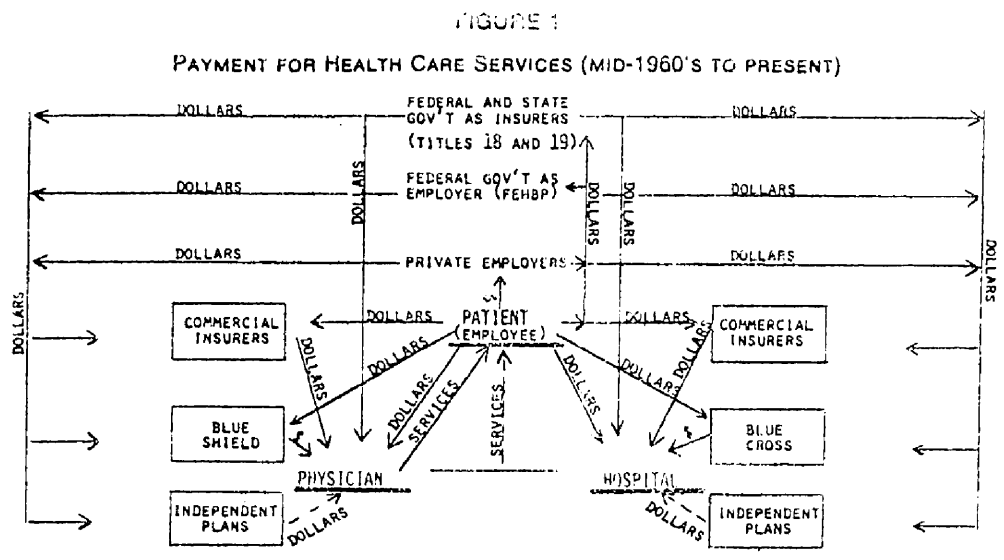 FIGURE 1
PAYMENT FOR HEALTH CARE SERVICES (MID-1960'S TO PRESENT)
DOLLARS
FEDERAL AND STATE
GOV'T AS INSURERS
(TITLES 18 AND 19)
DOLLARS
DOLLARS
FEDERAL GOV'T AS
EMPLOYER (FEHBP)
DOLLARS
DOLLARS
DOLLARS
DOLLARS
DOLLARS
PRIVATE EMPLOYERS
DOLLARS
DOLLARS
DOLLARS
COMMERCIAL
INSURERS
DOLLARS
PATIENT
(EMPLOYEE)
DOLLARS
COMMERCIAL
INSURERS
DOLLARS
DOLLARS
DOLLARS
SERVICES
SERVICES
DOLLARS
DOLLARS
DOLLARS
BLUE
SHIELD
$
$
BLUE
CROSS
PHYSICIAN
HOSPITAL
INDEPENDENT
PLANS
DOLLARS
DOLLARS
INDEPENDENT
PLANS